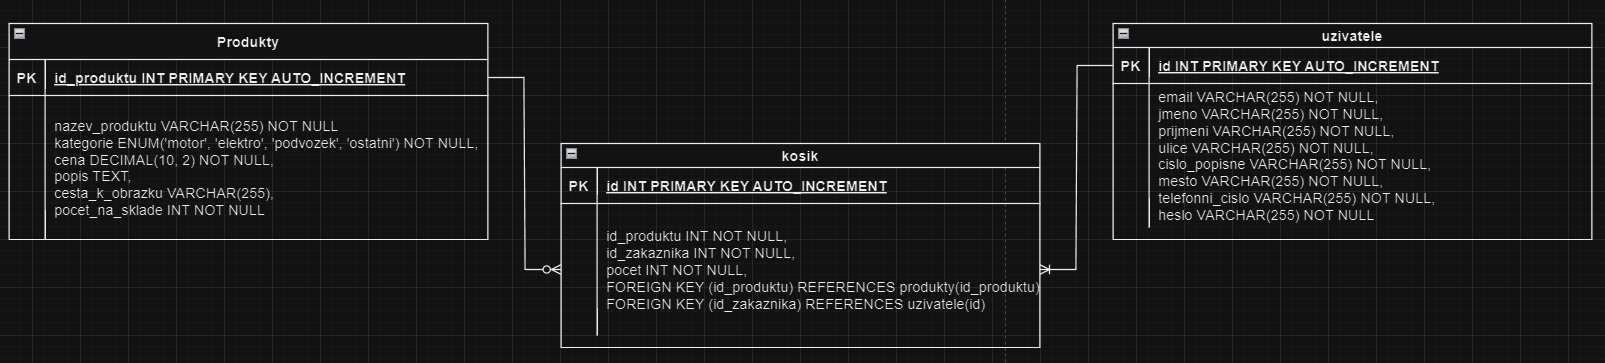 Produkty
PK id_produktu INT PRIMARY KEY AUTO_INCREMENT
nazev_produktu VARCHAR(255) NOT NULL
kategorie ENUM('motor', 'elektro', 'podvozek', 'ostatni') NOT NULL,
cena DECIMAL(10, 2) NOT NULL,
popis TEXT,
cesta_k_obrazku VARCHAR(255),
pocet_na_sklade INT NOT NULL
kosik
PK id INT PRIMARY KEY AUTO_INCREMENT
id_produktu INT NOT NULL,
id_zakaznika INT NOT NULL,
pocet INT NOT NULL,
FOREIGN KEY (id_produktu) REFERENCES produkty(id_produktu)
FOREIGN KEY (id_zakaznika) REFERENCES uzivatele(id)
uzivatele
PK id INT PRIMARY KEY AUTO_INCREMENT
email VARCHAR(255) NOT NULL,
jmeno VARCHAR(255) NOT NULL,
prijmeni VARCHAR(255) NOT NULL,
ulice VARCHAR(255) NOT NULL,
cislo_popisne VARCHAR(255) NOT NULL,
mesto VARCHAR(255) NOT NULL,
telefonni_cislo VARCHAR(255) NOT NULL,
heslo VARCHAR(255) NOT NULL